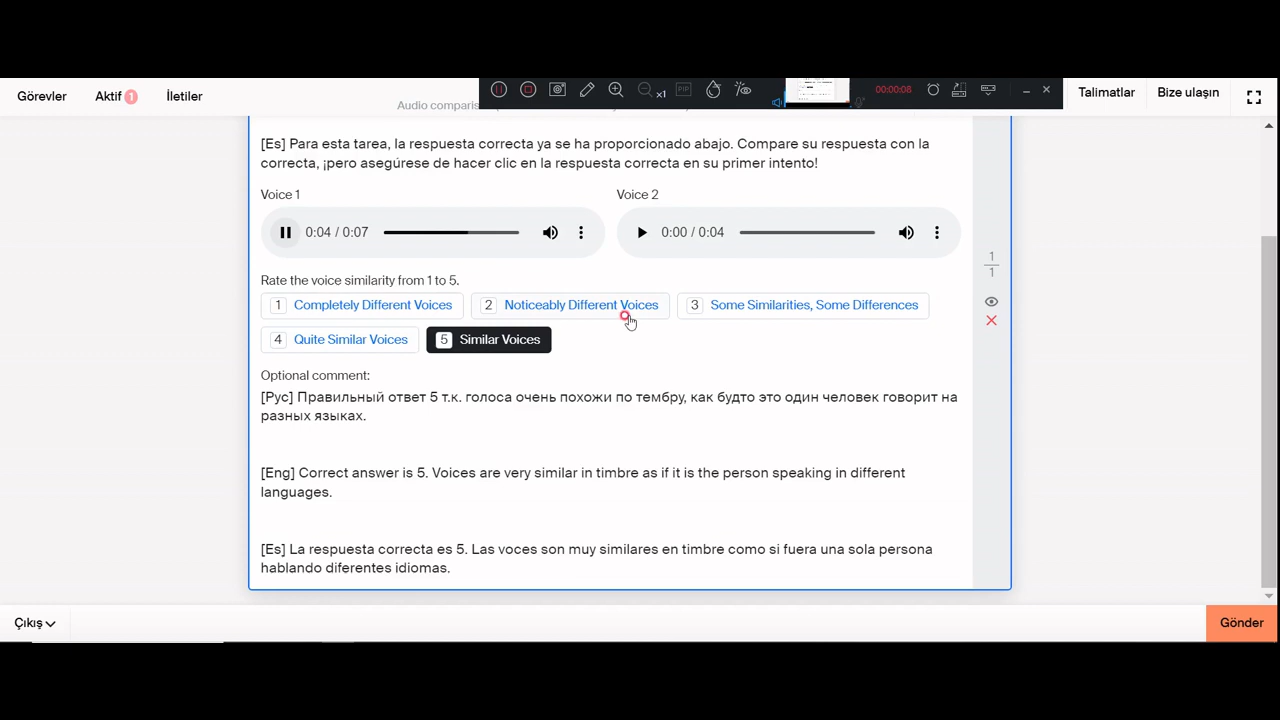 Görevler
Aktif 1
İletiler
Audio comparis
x1
PIP
00:00:08
Talimatlar
Bize ulaşın
[Es] Para esta tarea, la respuesta correcta ya se ha proporcionado abajo. Compare su respuesta con la
correcta, ¡pero asegúrese de hacer clic en la respuesta correcta en su primer intento!
Voice 1
Voice 2
0:04 / 0:07
0:00 / 0:04
Rate the voice similarity from 1 to 5.
1 Completely Different Voices
2 Noticeably Different Voices
3 Some Similarities, Some Differences
4 Quite Similar Voices
5 Similar Voices
1
1
Optional comment:
[Рус] Правильный ответ 5 т.к. голоса очень похожи по тембру, как будто это один человек говорит на
разных языках.
[Eng] Correct answer is 5. Voices are very similar in timbre as if it is the person speaking in different
languages.
[Es] La respuesta correcta es 5. Las voces son muy similares en timbre como si fuera una sola persona
hablando diferentes idiomas.
Çıkış
Gönder